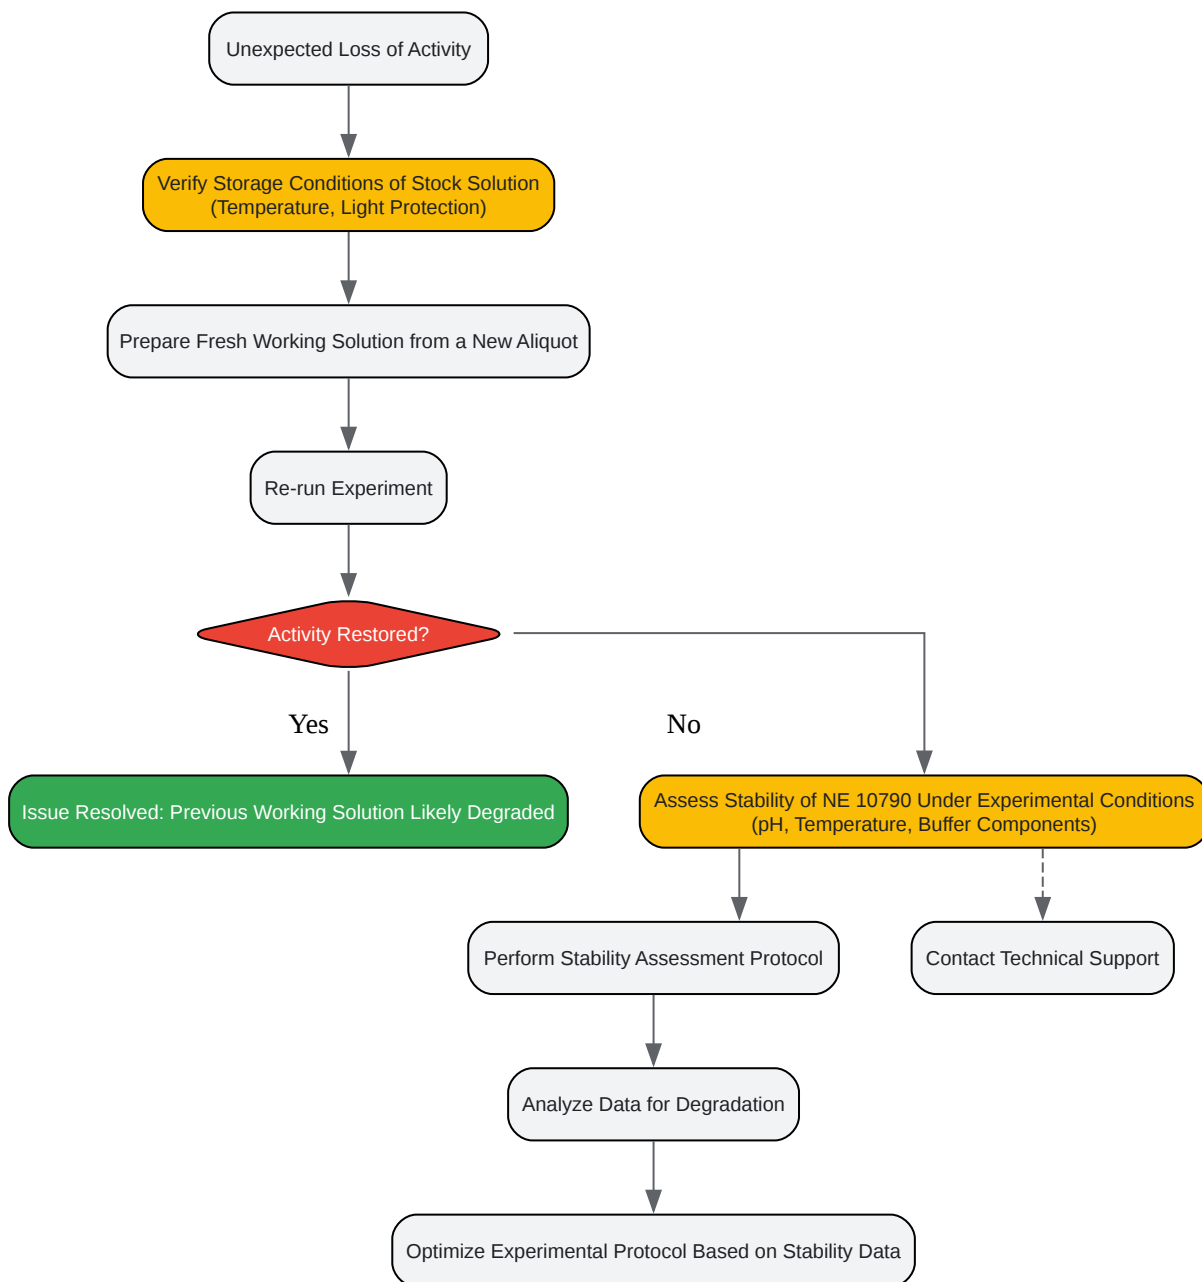 Unexpected Loss of Activity
Verify Storage Conditions of Stock Solution
(Temperature, Light Protection)
Prepare Fresh Working Solution from a New Aliquot
Re-run Experiment
Activity Restored?
Yes
No
Issue Resolved: Previous Working Solution Likely Degraded
Assess Stability of NE 10790 Under Experimental Conditions
(pH, Temperature, Buffer Components)
Perform Stability Assessment Protocol
Contact Technical Support
Analyze Data for Degradation
Optimize Experimental Protocol Based on Stability Data